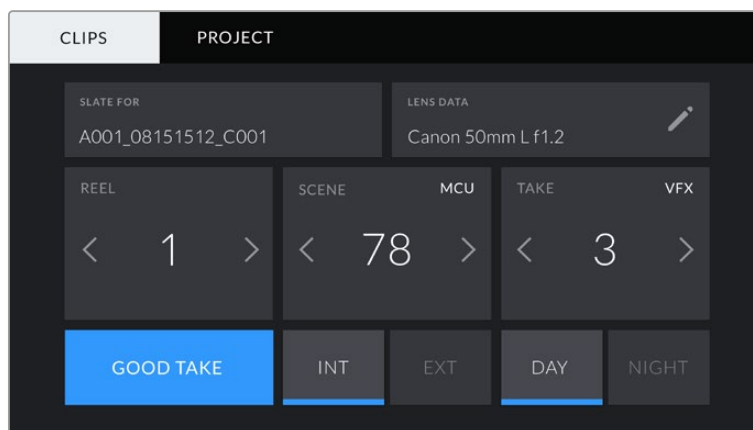 CLIPS PROJECT
SLATE FOR LENS DATA
A001_08151512_C001 Canon 50mm L f1.2
REEL SCENE MCU TAKE VFX
1 78 3
GOOD TAKE INT EXT DAY NIGHT